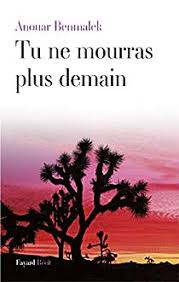 Anouar Benmalek
Tu ne mourras
plus demain
Fayard Récit